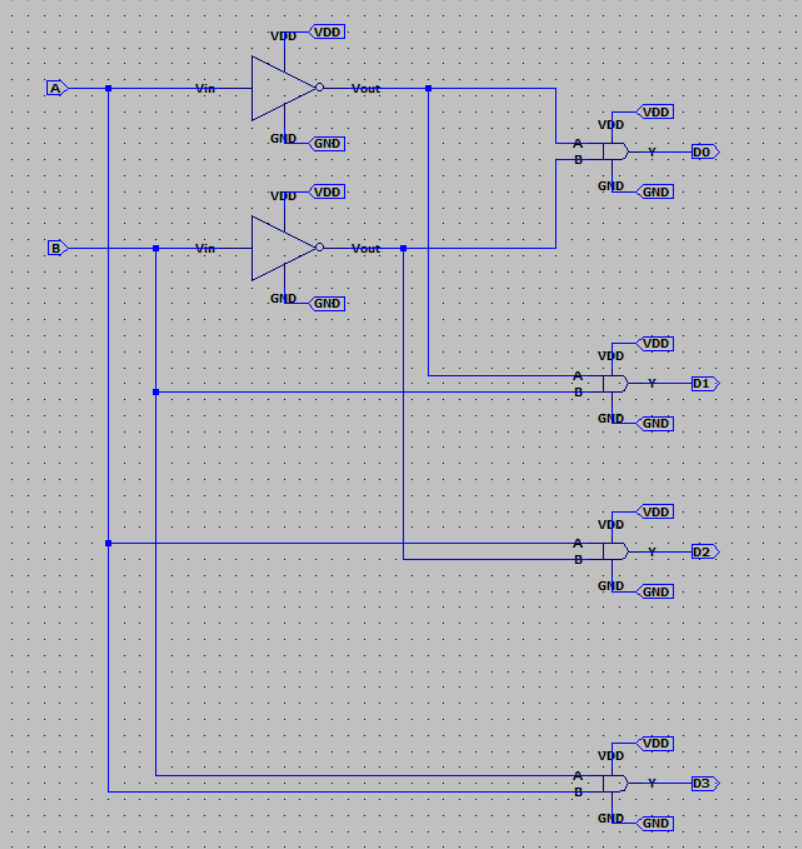 VDD VDD
A Vin Vout
VDD
VDD
GND GND
A Y D0
B
GND GND
VDD VDD
B Vin Vout
GND GND
VDD
VDD
A Y D1
B
GND GND
VDD
VDD
A Y D2
B
GND GND
VDD
VDD
A Y D3
B
GND GND